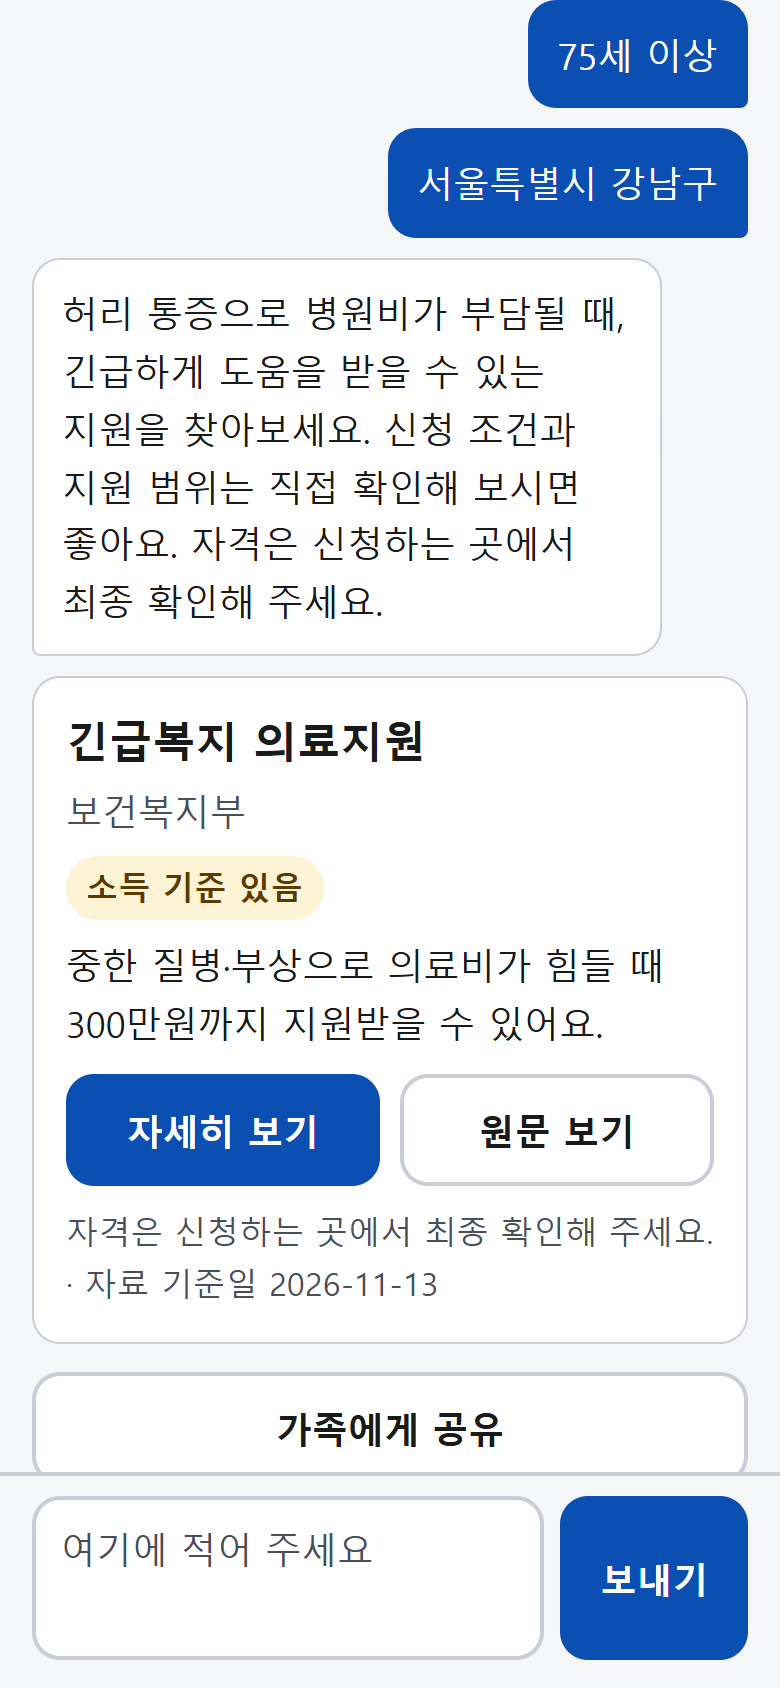 75세 이상
서울특별시 강남구
허리 통증으로 병원비가 부담될 때,
긴급하게 도움을 받을 수 있는
지원을 찾아보세요. 신청 조건과
지원 범위는 직접 확인해 보시면
좋아요. 자격은 신청하는 곳에서
최종 확인해 주세요.
긴급복지 의료지원
보건복지부
소득 기준 있음
중한 질병·부상으로 의료비가 힘들 때
300만원까지 지원받을 수 있어요.
자세히 보기
원문 보기
자격은 신청하는 곳에서 최종 확인해 주세요.
· 자료 기준일 2026-11-13
가족에게 공유
여기에 적어 주세요
보내기